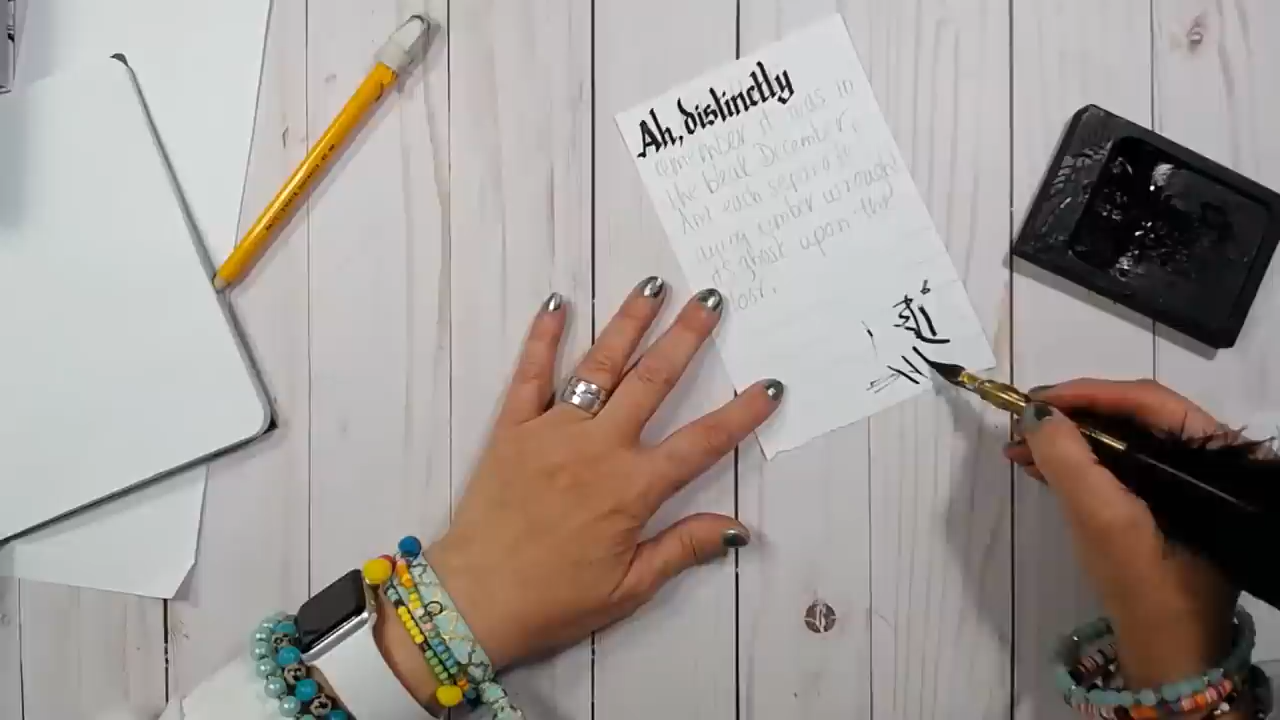 Ah, distinctly
remember it was in
the bleak December,
And each separate
dying ember wrought
its ghost upon the
floor.